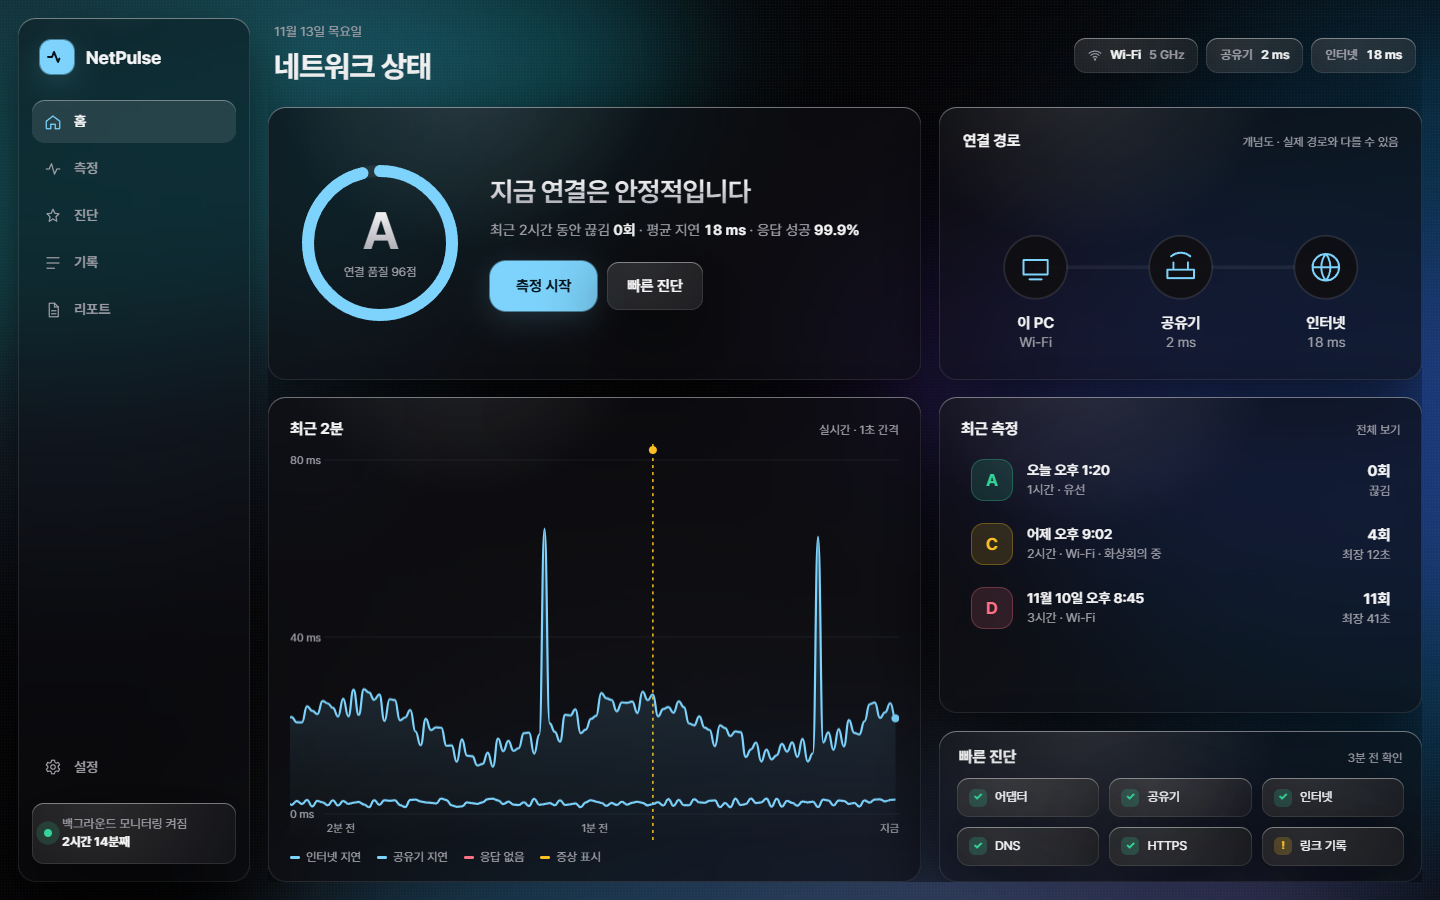 NetPulse
홈
측정
진단
기록
리포트
설정
백그라운드 모니터링 켜짐
2시간 14분째
11월 13일 목요일
네트워크 상태
Wi-Fi 5 GHz
공유기 2 ms
인터넷 18 ms
A
연결 품질 96점
지금 연결은 안정적입니다
최근 2시간 동안 끊김 0회 · 평균 지연 18 ms · 응답 성공 99.9%
측정 시작
빠른 진단
연결 경로
개념도 · 실제 경로와 다를 수 있음
이 PC
Wi-Fi
공유기
2 ms
인터넷
18 ms
최근 2분
실시간 · 1초 간격
80 ms
40 ms
0 ms
2분 전
1분 전
지금
인터넷 지연
공유기 지연
응답 없음
증상 표시
최근 측정
전체 보기
A
오늘 오후 1:20
1시간 · 유선
0회
끊김
C
어제 오후 9:02
2시간 · Wi-Fi · 화상회의 중
4회
최장 12초
D
11월 10일 오후 8:45
3시간 · Wi-Fi
11회
최장 41초
빠른 진단
3분 전 확인
어댑터
공유기
인터넷
DNS
HTTPS
! 링크 기록